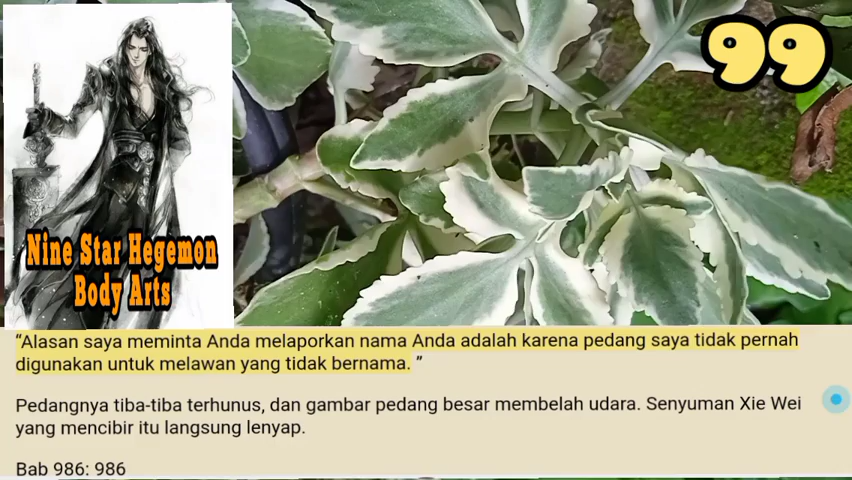 99
Nine Star Hegemon
Body Arts
“Alasan saya meminta Anda melaporkan nama Anda adalah karena pedang saya tidak pernah
digunakan untuk melawan yang tidak bernama. ”
Pedangnya tiba-tiba terhunus, dan gambar pedang besar membelah udara. Senyuman Xie Wei
yang mencibir itu langsung lenyap.
Bab 986: 986